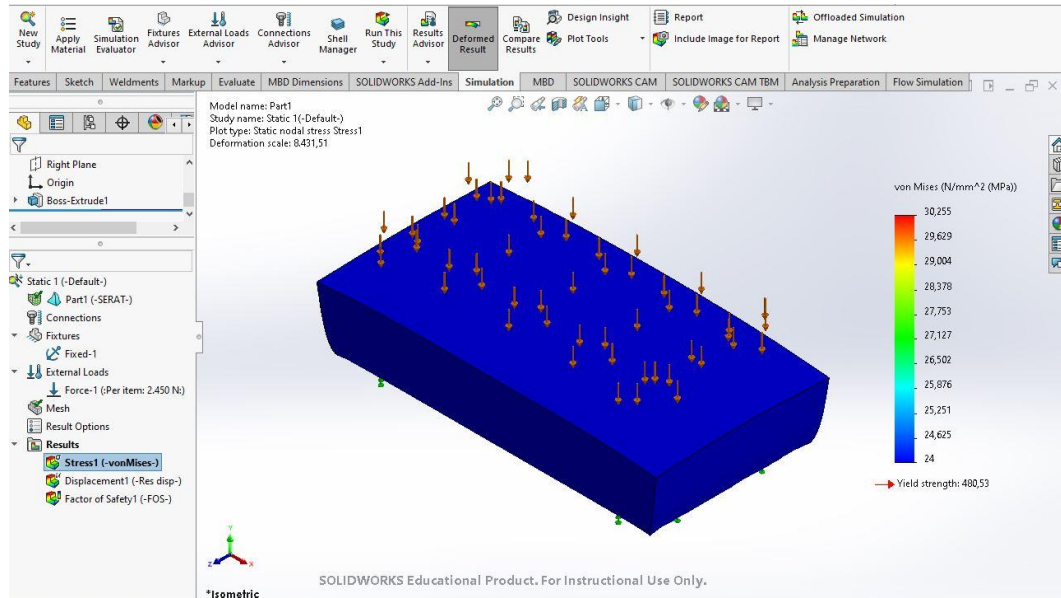 New Study
Apply Material
Simulation Evaluator
Fixtures Advisor
External Loads Advisor
Connections Advisor
Shell Manager
Run This Study
Results Advisor
Deformed Result
Compare Results
Design Insight
Plot Tools
Report
Include Image for Report
Offloaded Simulation
Manage Network
Features
Sketch
Weldments
Markup
Evaluate
MBD Dimensions
SOLIDWORKS Add-Ins
Simulation
MBD
SOLIDWORKS CAM
SOLIDWORKS CAM TBM
Analysis Preparation
Flow Simulation
Right Plane
Origin
Boss-Extrude1
Static 1 (-Default-)
Part1 (-SERAT-)
Connections
Fixtures
Fixed-1
External Loads
Force-1 (:Per item: 2.450 N:)
Mesh
Result Options
Results
Stress1 (-vonMises-)
Displacement1 (-Res disp-)
Factor of Safety1 (-FOS-)
Model name: Part1
Study name: Static 1(-Default-)
Plot type: Static nodal stress Stress1
Deformation scale: 8.431,51
von Mises (N/mm^2 (MPa))
30,255
29,629
29,004
28,378
27,753
27,127
26,502
25,876
25,251
24,625
24
Yield strength: 480,53
Y
Z
X
SOLIDWORKS Educational Product. For Instructional Use Only.
*Isometric